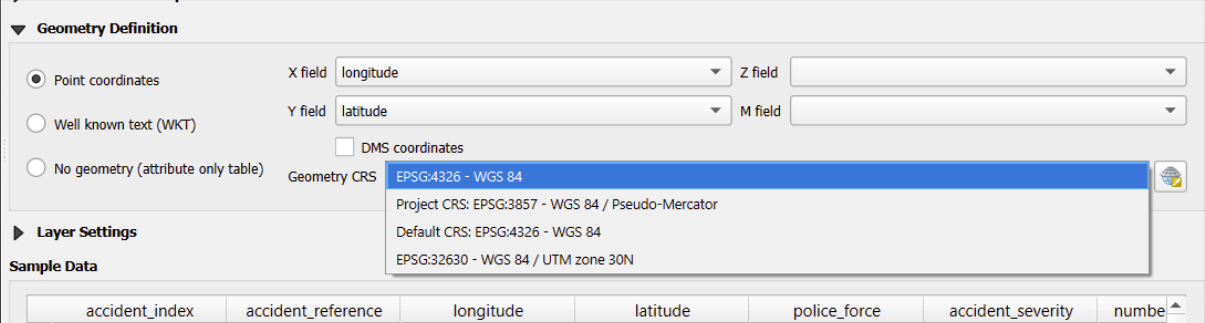 Geometry Definition
Point coordinates
X field longitude Z field
Well known text (WKT)
Y field latitude M field
No geometry (attribute only table)
DMS coordinates
Geometry CRS EPSG:4326 - WGS 84
Project CRS: EPSG:3857 - WGS 84 / Pseudo-Mercator
Default CRS: EPSG:4326 - WGS 84
EPSG:32630 - WGS 84 / UTM zone 30N
Layer Settings
Sample Data
accident_index accident_reference longitude latitude police_force accident_severity numbe